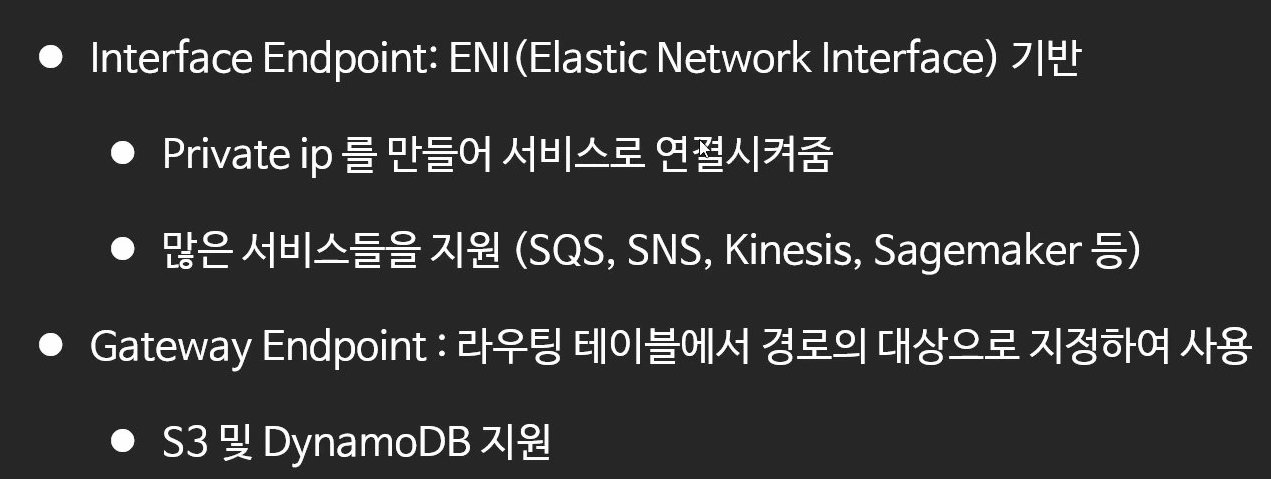 ● Interface Endpoint: ENI(Elastic Network Interface) 기반
● Private ip 를 만들어 서비스로 연결시켜줌
● 많은 서비스들을 지원 (SQS, SNS, Kinesis, Sagemaker 등)
● Gateway Endpoint : 라우팅 테이블에서 경로의 대상으로 지정하여 사용
● S3 및 DynamoDB 지원